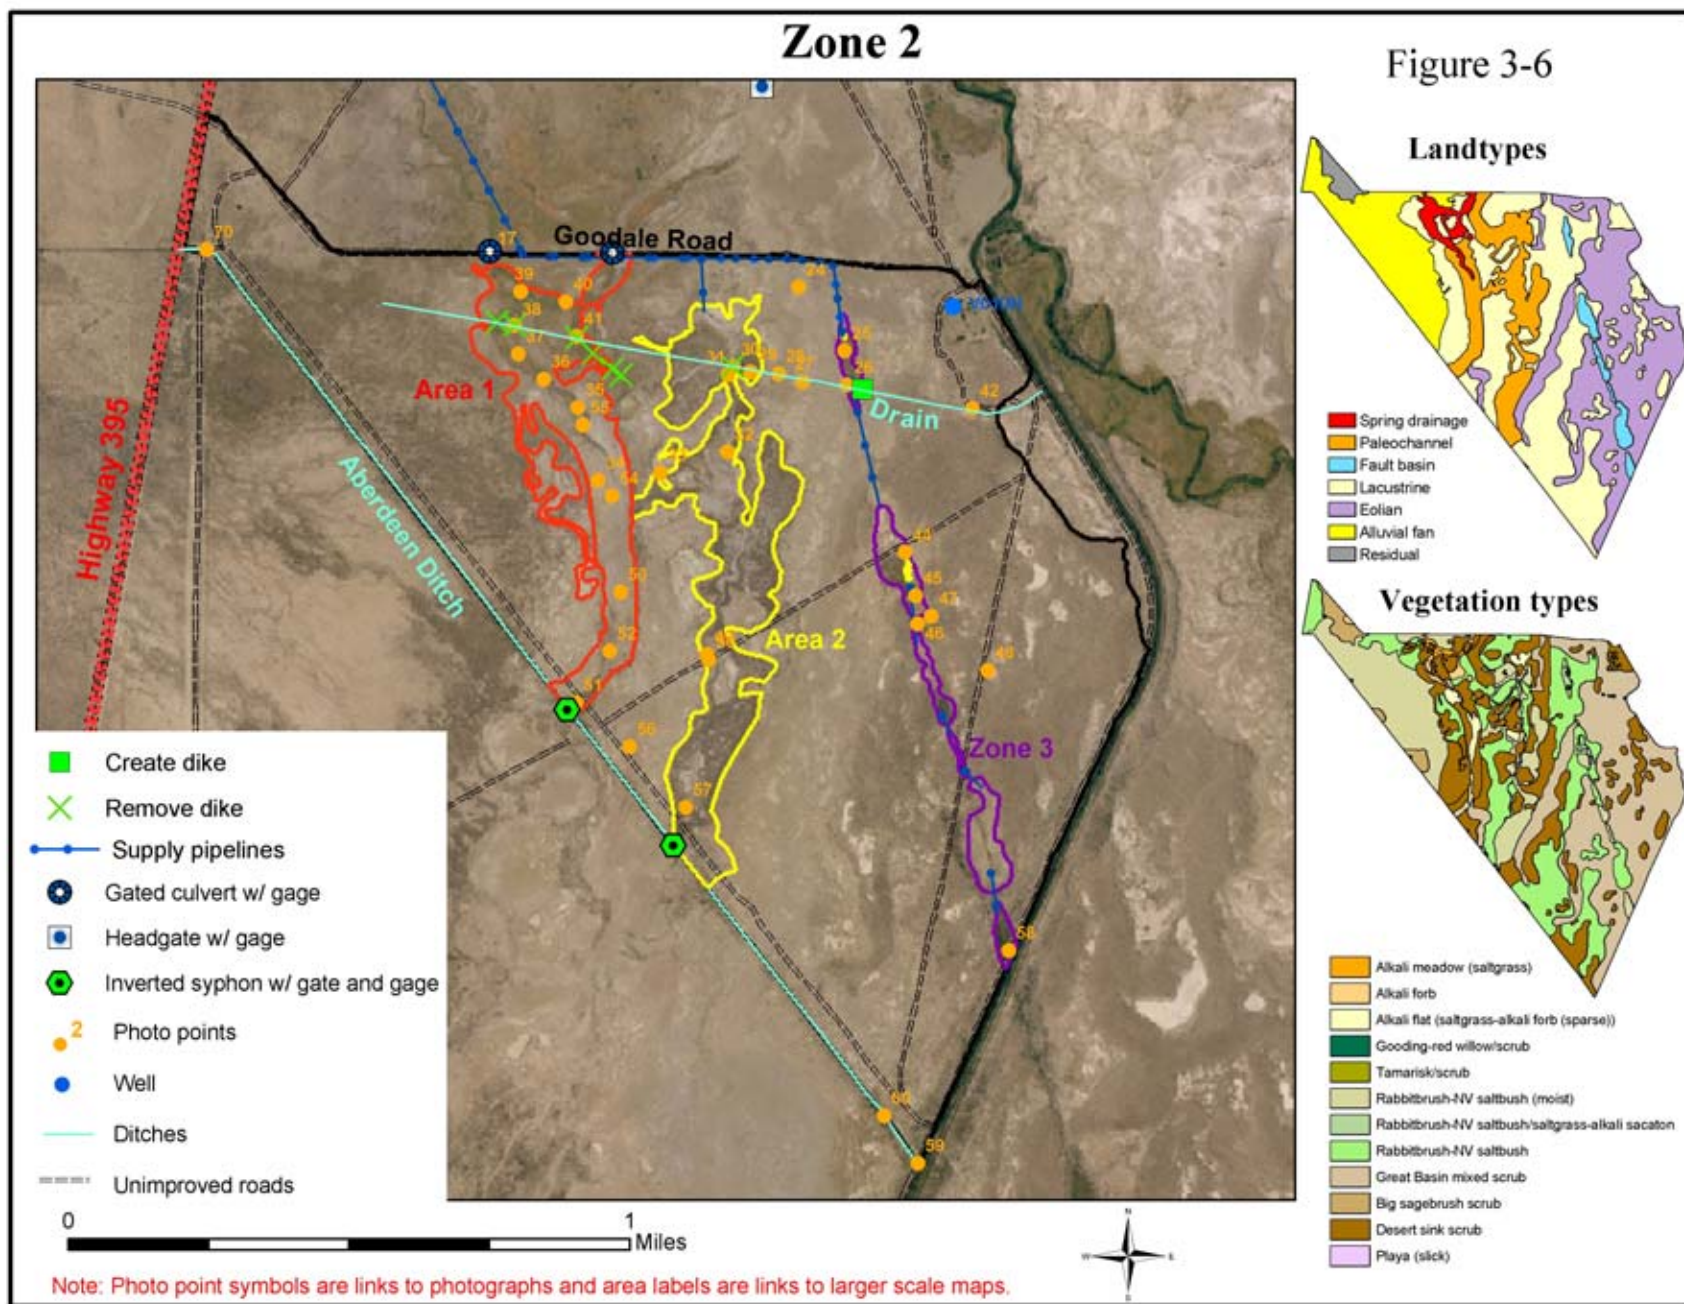 Zone 2
Figure 3-6
Landtypes
Spring drainage
Paleochannel
Fault basin
Lacustrine
Eolian
Alluvial fan
Residual
Vegetation types
Alkali meadow (saltgrass)
Alkali forb
Alkali flat (saltgrass-alkali forb (sparse))
Gooding-red willow/scrub
Tamarisk/scrub
Rabbitbrush-NV saltbush (moist)
Rabbitbrush-NV saltbush/saltgrass-alkali sacaton
Rabbitbrush-NV saltbush
Great Basin mixed scrub
Big sagebrush scrub
Desert sink scrub
Playa (slick)
70
17
Goodale Road
39
40
24
38
41
37
25
36
30
29
28
26
Area 1
35
42
Drain
55
32
Highway 395
Aberdeen Ditch
54
44
50
45
47
46
52
Area 2
48
56
Zone 3
57
58
60
59
Create dike
Remove dike
Supply pipelines
Gated culvert w/ gage
Headgate w/ gage
Inverted syphon w/ gate and gage
2
Photo points
Well
Ditches
Unimproved roads
0 1
Miles
N
W E
S
Note: Photo point symbols are links to photographs and area labels are links to larger scale maps.